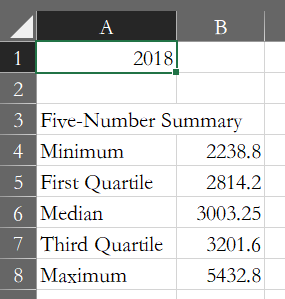 A B
1 2018
2
3 Five-Number Summary
4 Minimum 2238.8
5 First Quartile 2814.2
6 Median 3003.25
7 Third Quartile 3201.6
8 Maximum 5432.8